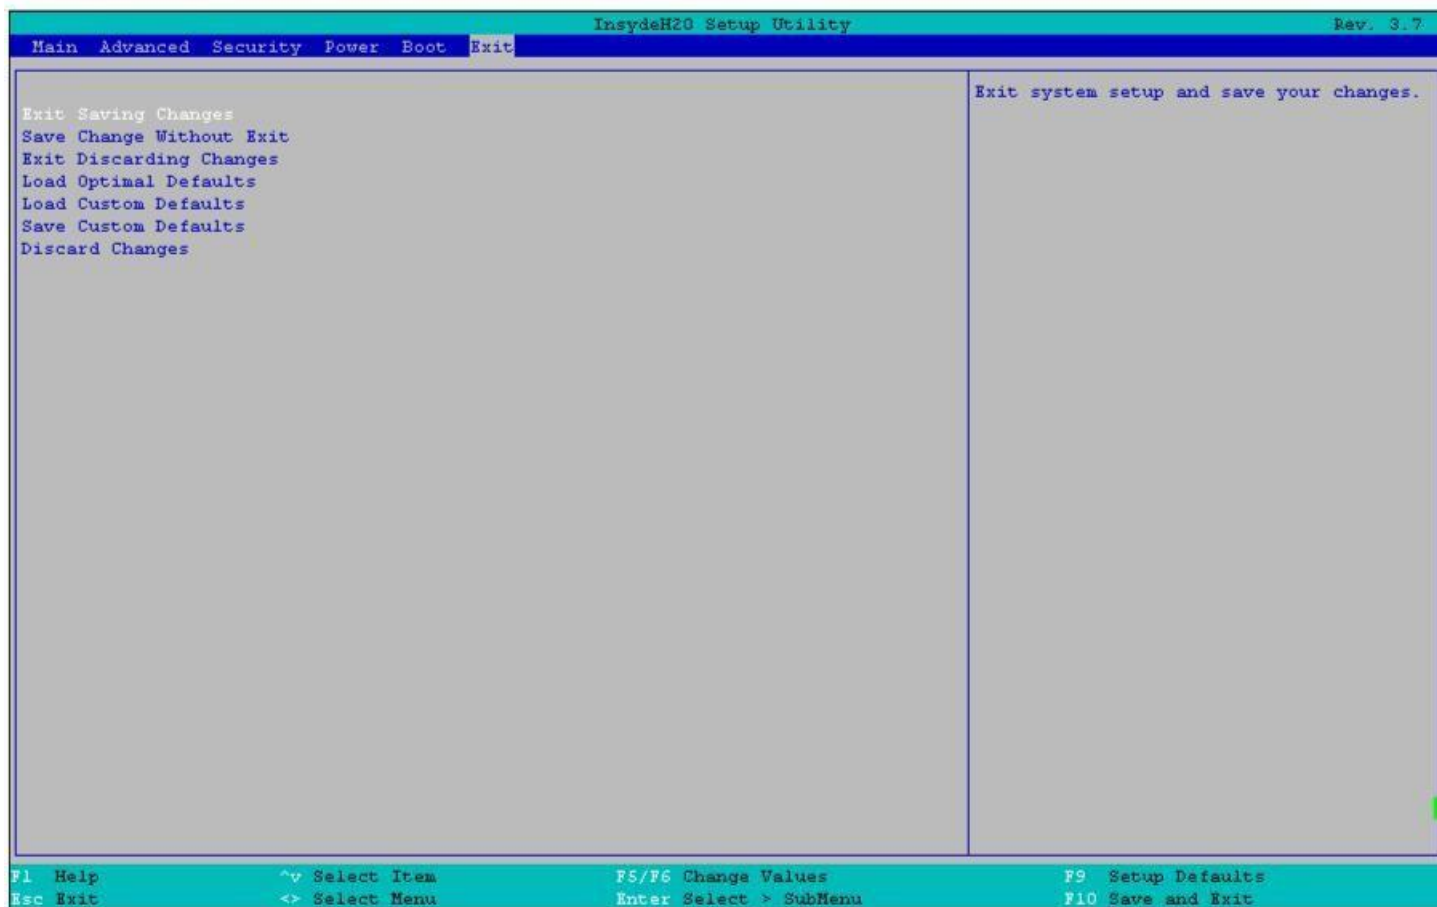 InsydeH20 Setup Utility Rev. 3.7
Main Advanced Security Power Boot Exit
Exit system setup and save your changes.
Exit Saving Changes
Save Change Without Exit
Exit Discarding Changes
Load Optimal Defaults
Load Custom Defaults
Save Custom Defaults
Discard Changes
F1 Help ^v Select Item F5/F6 Change Values F9 Setup Defaults
Esc Exit <> Select Menu Enter Select > SubMenu F10 Save and Exit